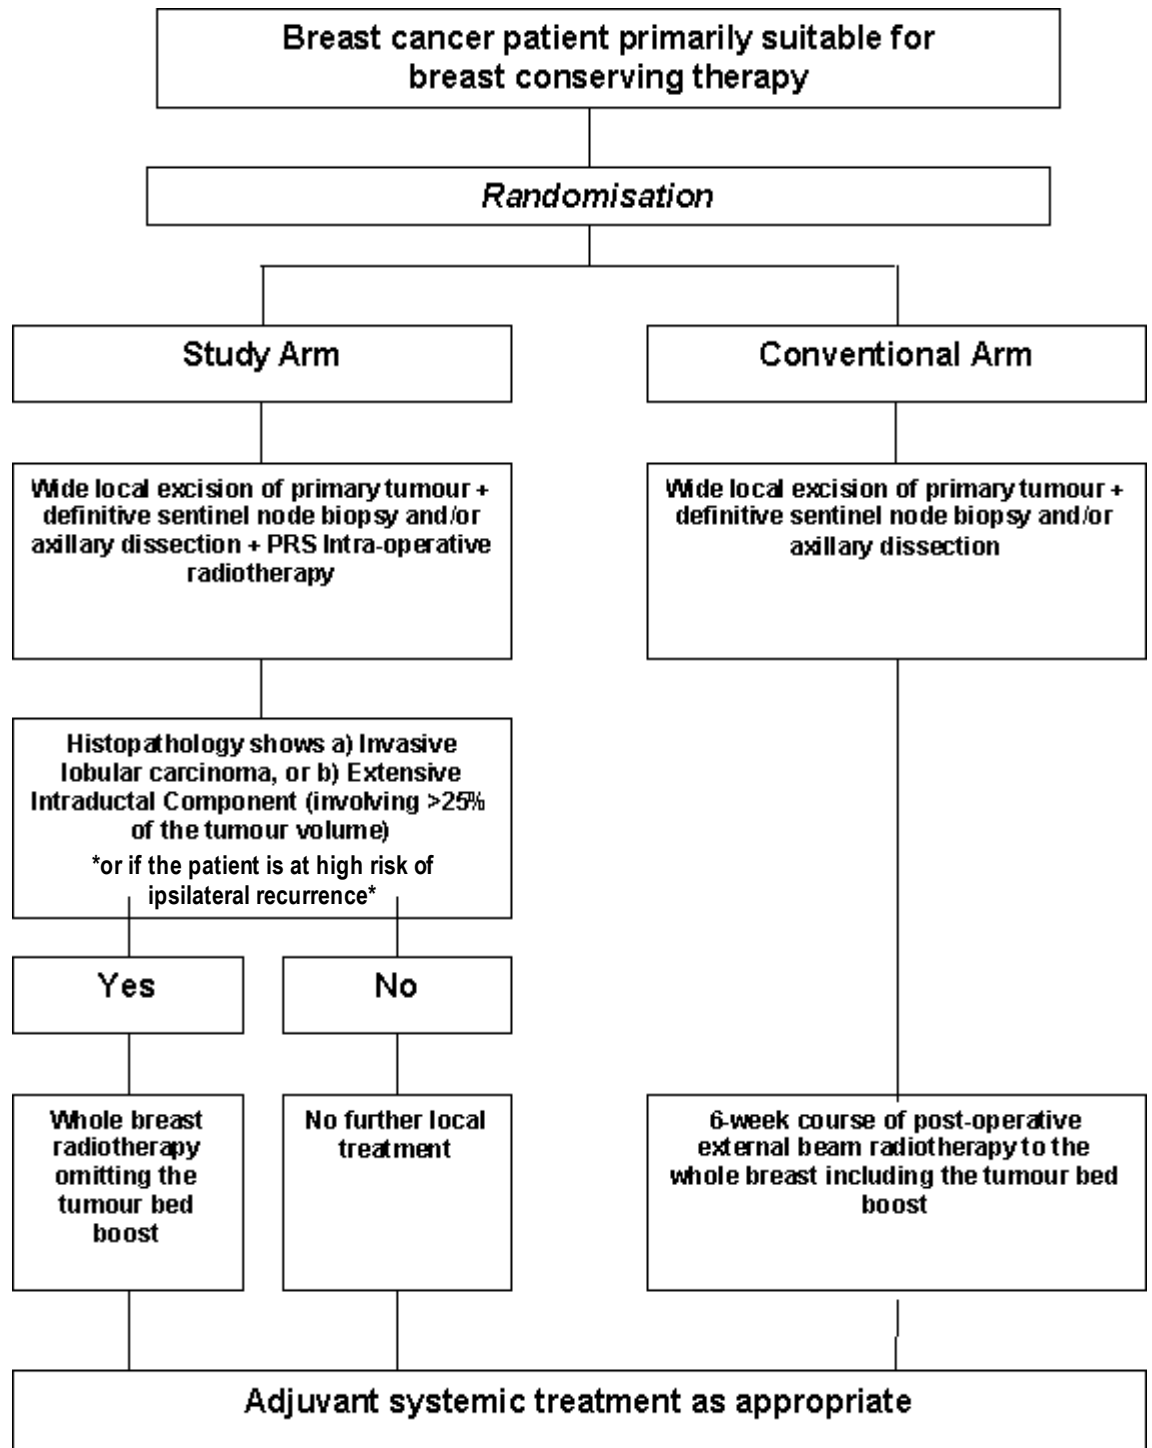 Breast cancer patient primarily suitable for
breast conserving therapy
Randomisation
Study Arm
Conventional Arm
Wide local excision of primary tumour +
definitive sentinel node biopsy and/or
axillary dissection + PRS Intra-operative
radiotherapy
Wide local excision of primary tumour +
definitive sentinel node biopsy and/or
axillary dissection
Histopathology shows a) Invasive
lobular carcinoma, or b) Extensive
Intraductal Component (involving >25%
of the tumour volume)
*or if the patient is at high risk of
ipsilateral recurrence*
Yes
No
Whole breast
radiotherapy
omitting the
tumour bed
boost
No further local
treatment
6-week course of post-operative
external beam radiotherapy to the
whole breast including the tumour bed
boost
Adjuvant systemic treatment as appropriate